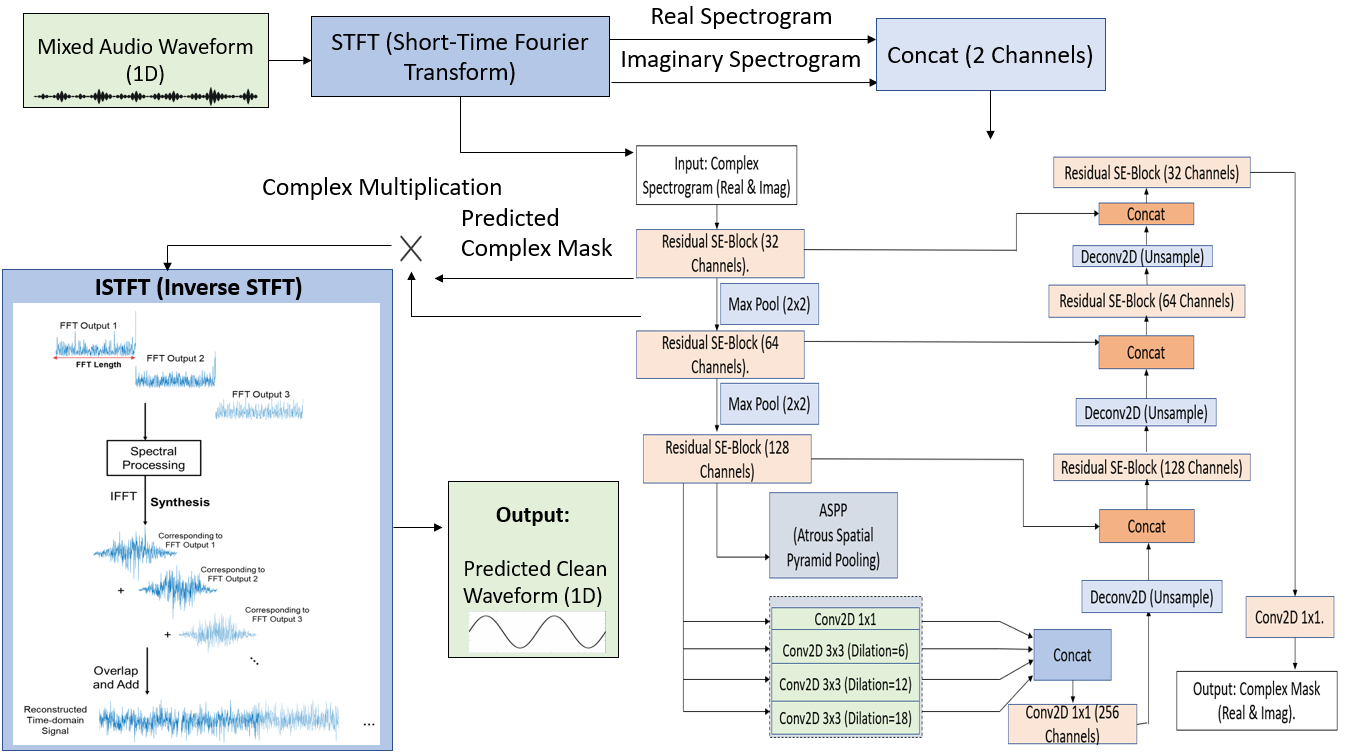 Mixed Audio Waveform
(1D)
STFT (Short-Time Fourier
Transform)
Real Spectrogram
Imaginary Spectrogram
Concat (2 Channels)
Input: Complex
Spectrogram (Real & Imag)
Complex Multiplication
Predicted
Complex Mask
Residual SE-Block (32
Channels).
Max Pool (2x2)
Residual SE-Block (64
Channels).
Max Pool (2x2)
Residual SE-Block (128
Channels)
ASPP
(Atrous Spatial
Pyramid Pooling)
Conv2D 1x1
Conv2D 3x3 (Dilation=6)
Conv2D 3x3 (Dilation=12)
Conv2D 3x3 (Dilation=18)
Concat
Conv2D 1x1 (256
Channels)
Deconv2D (Unsample)
Concat
Residual SE-Block (128 Channels)
Deconv2D (Unsample)
Concat
Residual SE-Block (64 Channels)
Deconv2D (Unsample)
Concat
Residual SE-Block (32 Channels)
Conv2D 1x1.
Output: Complex Mask
(Real & Imag).
ISTFT (Inverse STFT)
FFT Output 1
FFT Length
FFT Output 2
FFT Output 3
Spectral
Processing
IFFT
Synthesis
Corresponding to
FFT Output 1
+
Corresponding to
FFT Output 2
+
Corresponding to
FFT Output 3
Overlap
and Add
Reconstructed
Time-domain
Signal
...
Output:
Predicted Clean
Waveform (1D)